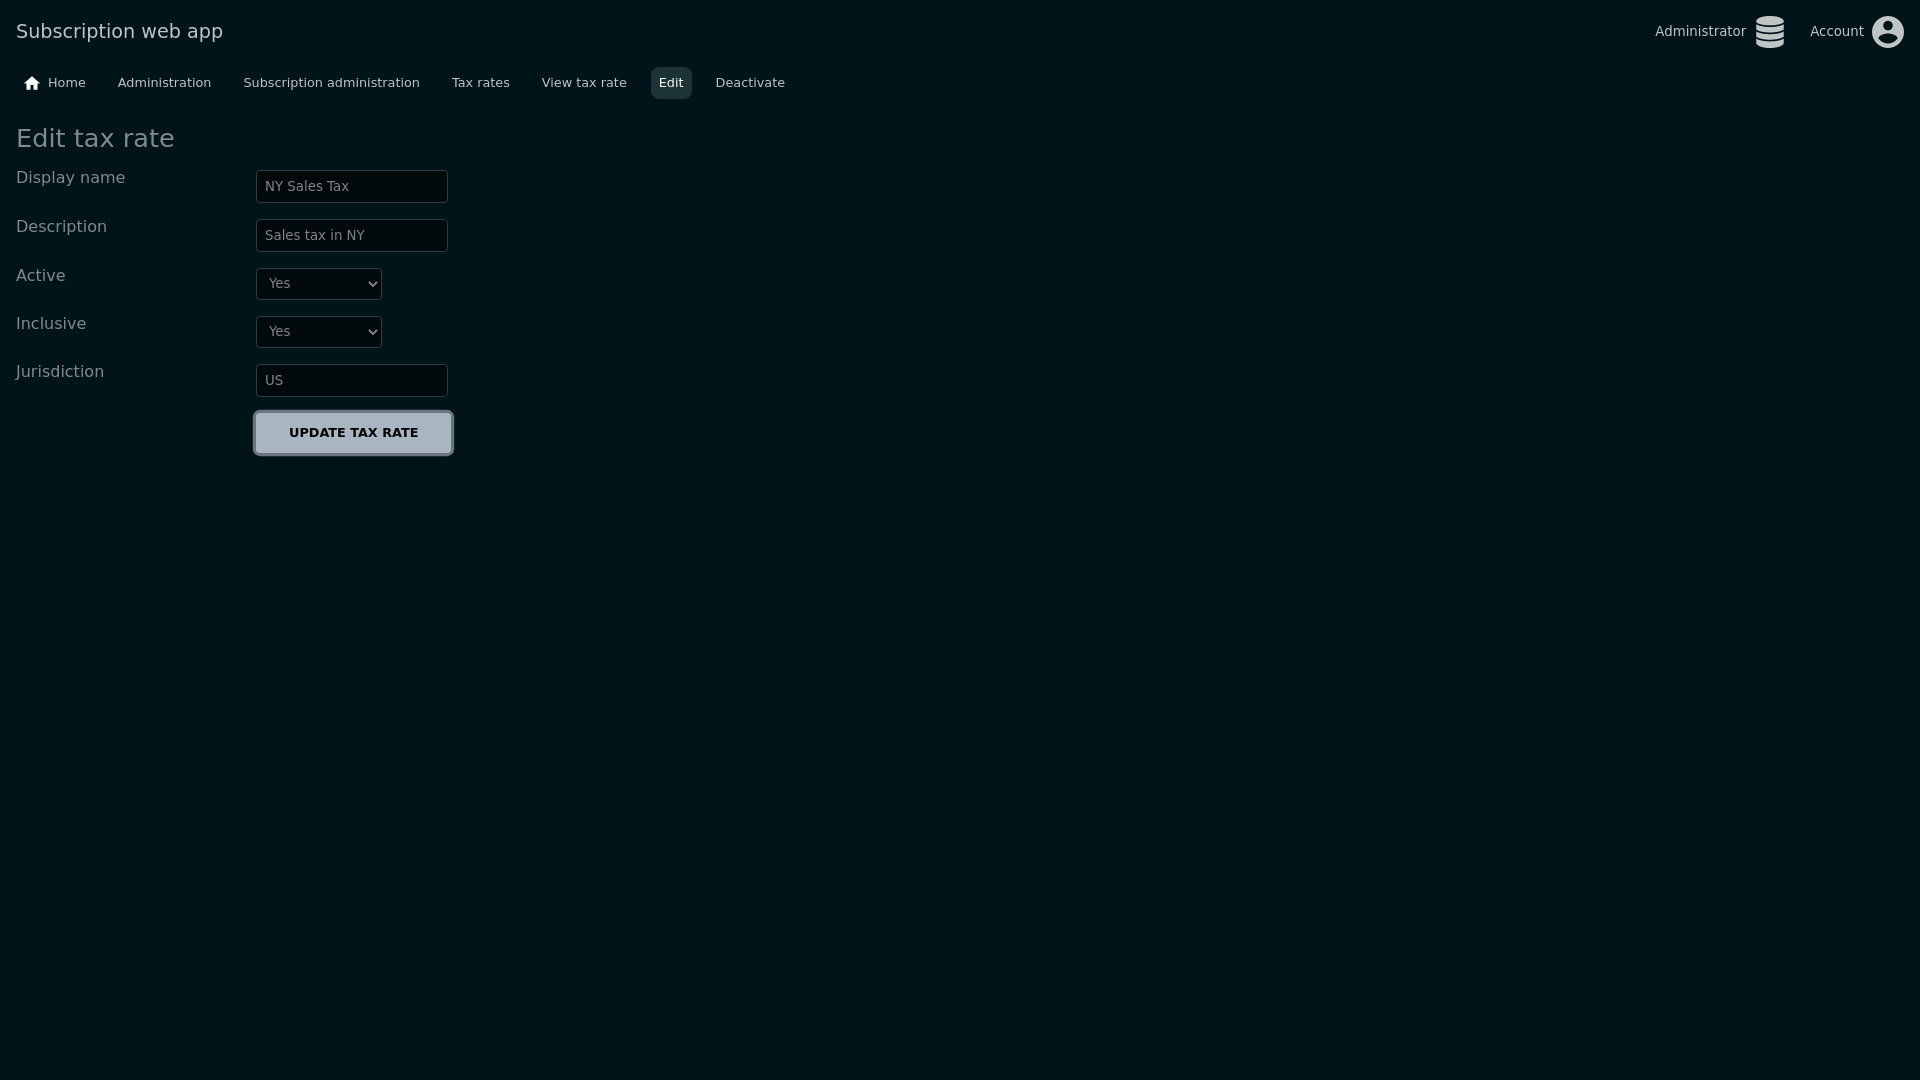 Subscription web app
Administrator
Account
Home
Administration
Subscription administration
Tax rates
View tax rate
Edit
Deactivate
Edit tax rate
Display name
NY Sales Tax
Description
Sales tax in NY
Active
Yes
Inclusive
Yes
Jurisdiction
US
UPDATE TAX RATE